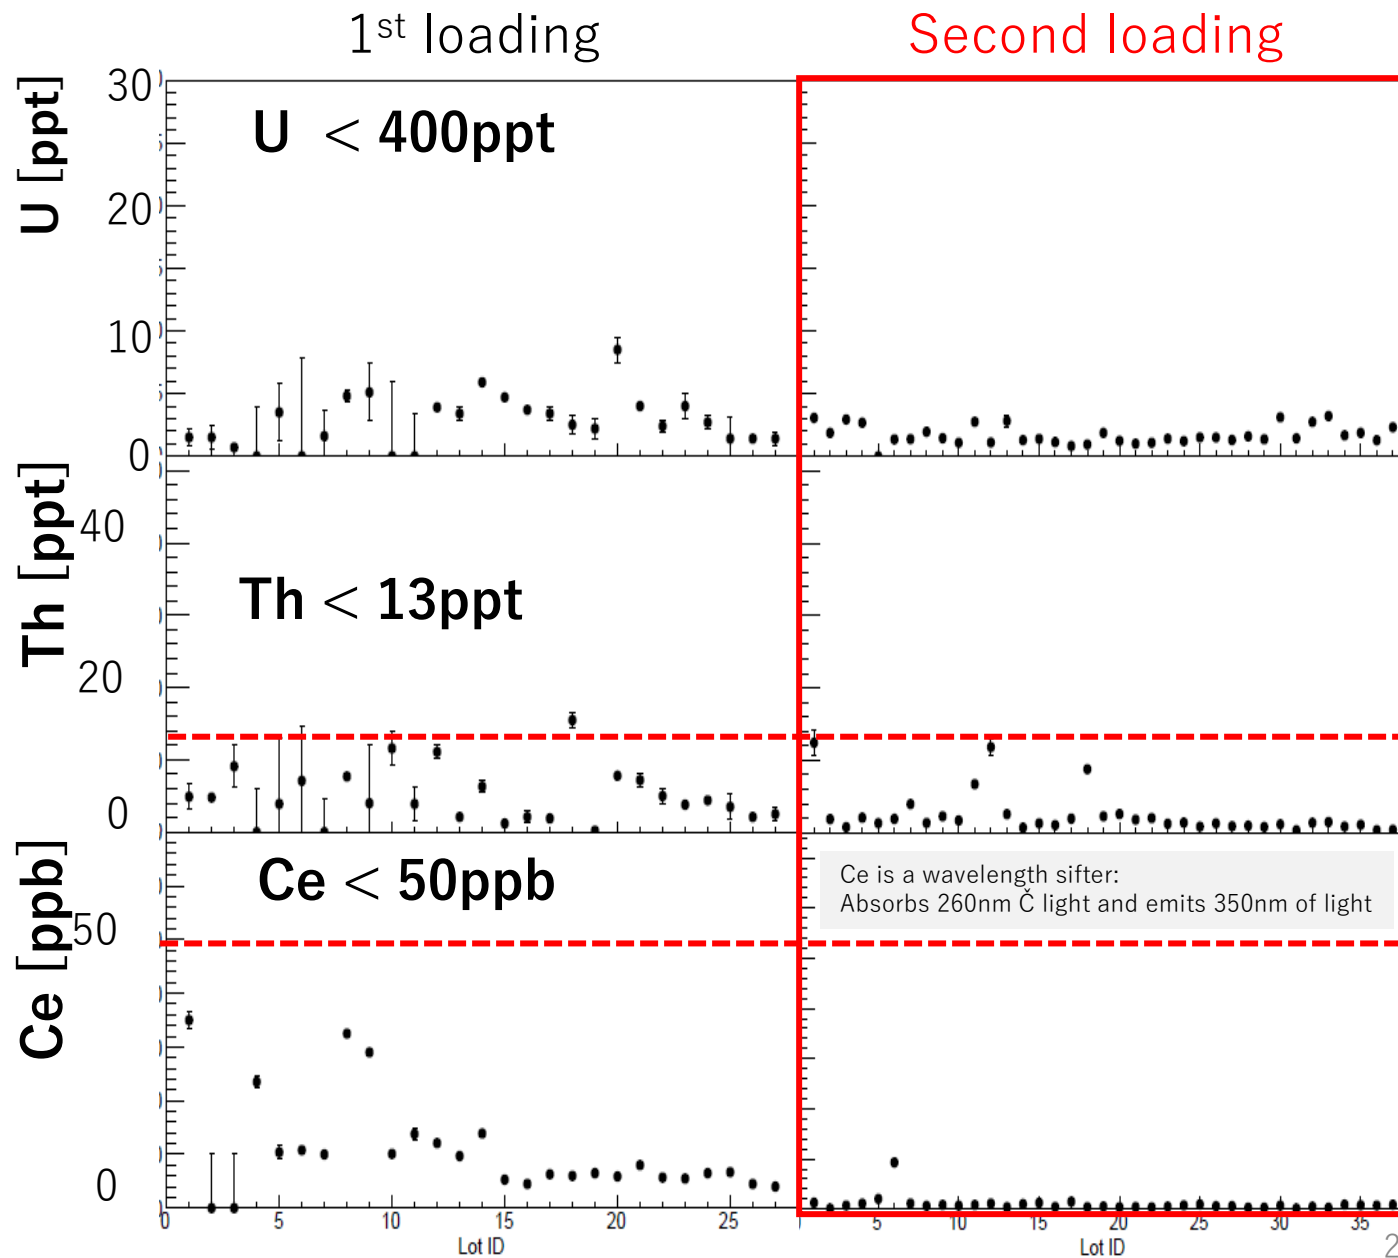 1st loading
Second loading
U [ppt]
30
20
10
0
U < 400ppt
Th [ppt]
40
20
0
Th < 13ppt
Ce [ppb]
50
0
Ce < 50ppb
Ce is a wavelength sifter:
Absorbs 260nm Č light and emits 350nm of light
0 5 10 15 20 25
Lot ID
5 10 15 20 25 30 35
Lot ID
2